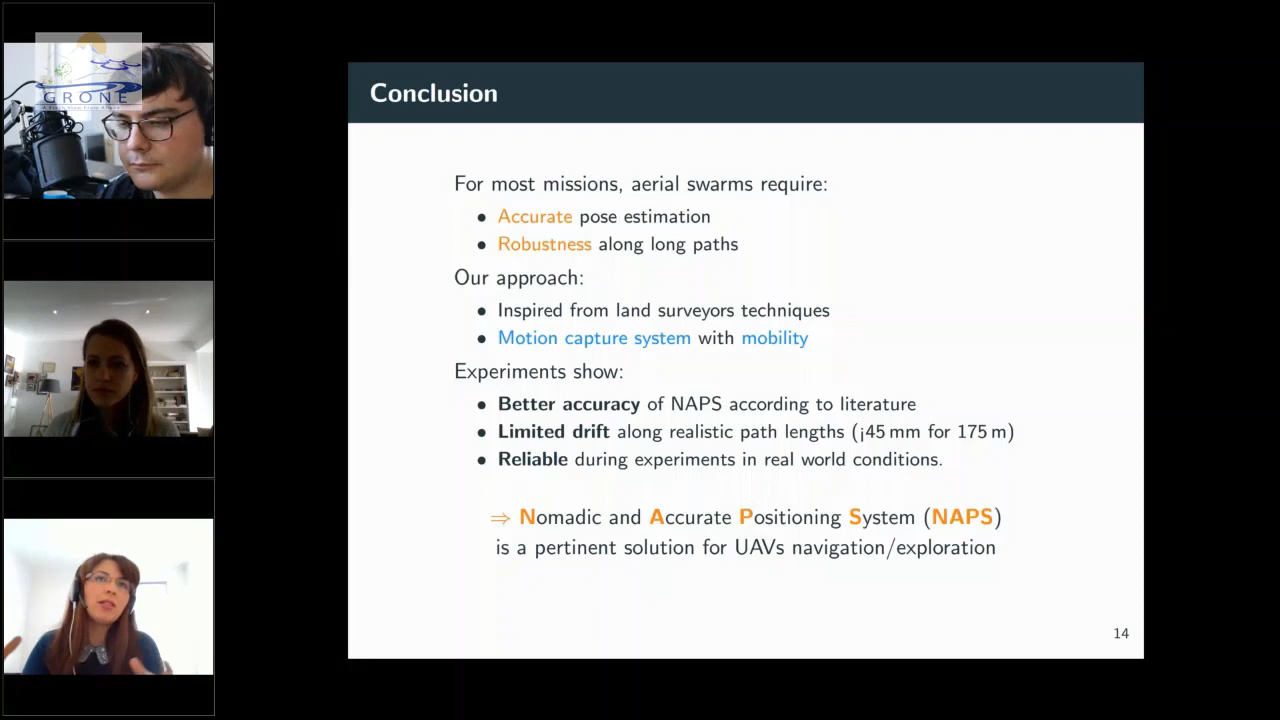 GRONE
Conclusion
For most missions, aerial swarms require:
• Accurate pose estimation
• Robustness along long paths
Our approach:
• Inspired from land surveyors techniques
• Motion capture system with mobility
Experiments show:
• Better accuracy of NAPS according to literature
• Limited drift along realistic path lengths (¡45 mm for 175 m)
• Reliable during experiments in real world conditions.
⇒ Nomadic and Accurate Positioning System (NAPS)
is a pertinent solution for UAVs navigation/exploration
14